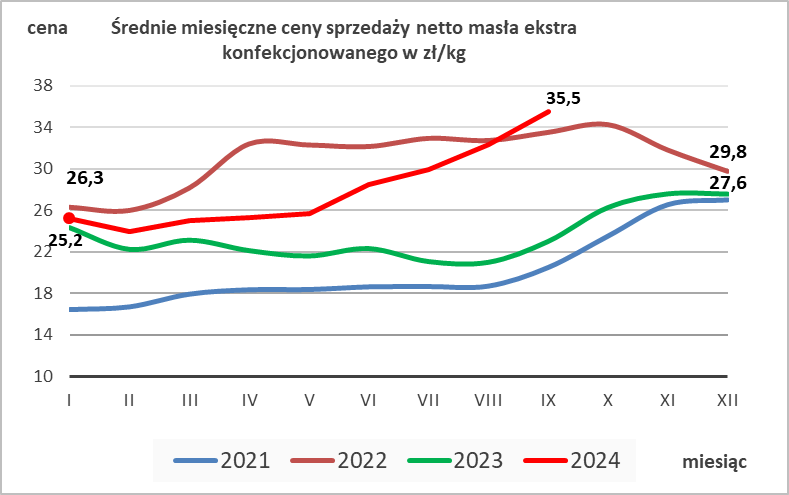 cena
Średnie miesięczne ceny sprzedaży netto masła ekstra
konfekcjonowanego w zł/kg
38
34
30
26
22
18
14
10
26,3
25,2
35,5
29,8
27,6
I II III IV V VI VII VIII IX X XI XII
2021 2022 2023 2024
miesiąc